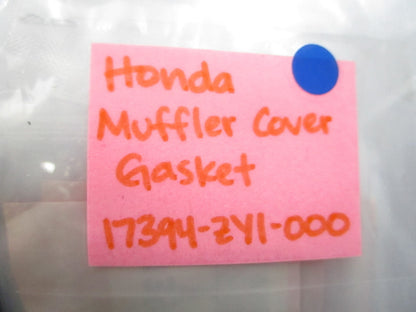 Honda
Muffler Cover
Gasket
17394-ZY1-000